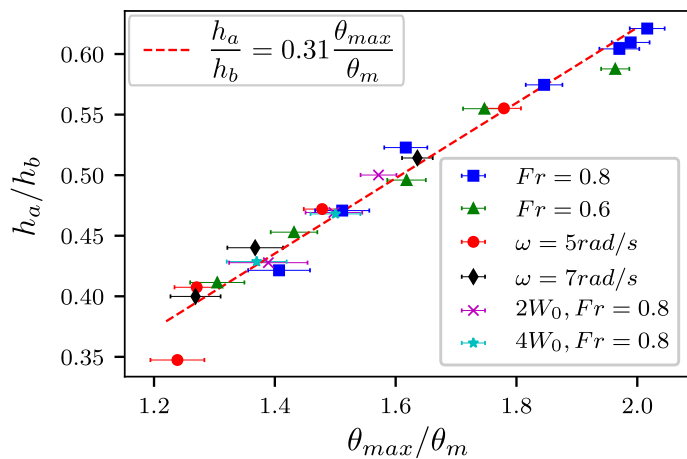 h_a/h_b = 0.31 θ_max/θ_m
0.60
0.55
0.50
0.45
0.40
0.35
h_a/h_b
Fr = 0.8
Fr = 0.6
ω = 5rad/s
ω = 7rad/s
2W_0, Fr = 0.8
4W_0, Fr = 0.8
1.2 1.4 1.6 1.8 2.0
θ_max/θ_m